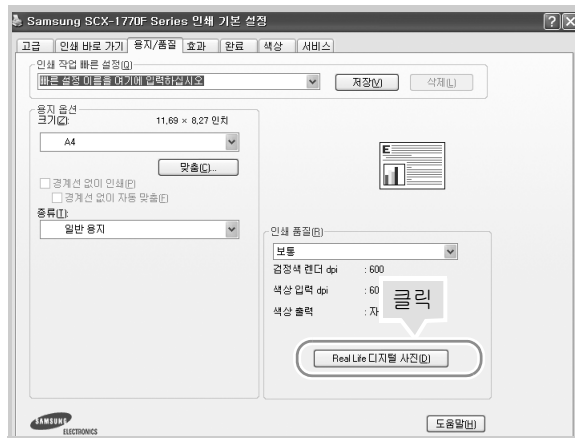 Samsung SCX-1770F Series 인쇄 기본 설정
고급 인쇄 바로 가기 용지/품질 효과 완료 색상 서비스
인쇄 작업 빠른 설정(Q)
빠른 설정 이름을 여기에 입력하십시오
저장(V) 삭제(L)
용지 옵션
크기(Z): 11,69 × 8,27 인치
A4
맞춤(C)...
경계선 없이 인쇄(P)
경계선 없이 자동 맞춤(F)
종류(T):
일반 용지
E
인쇄 품질(R)
보통
검정색 렌더 dpi : 600
색상 입력 dpi : 60
색상 출력 : 자
클릭
Real Life 디지털 사진(D)
SAMSUNG
ELECTRONICS
도움말(H)